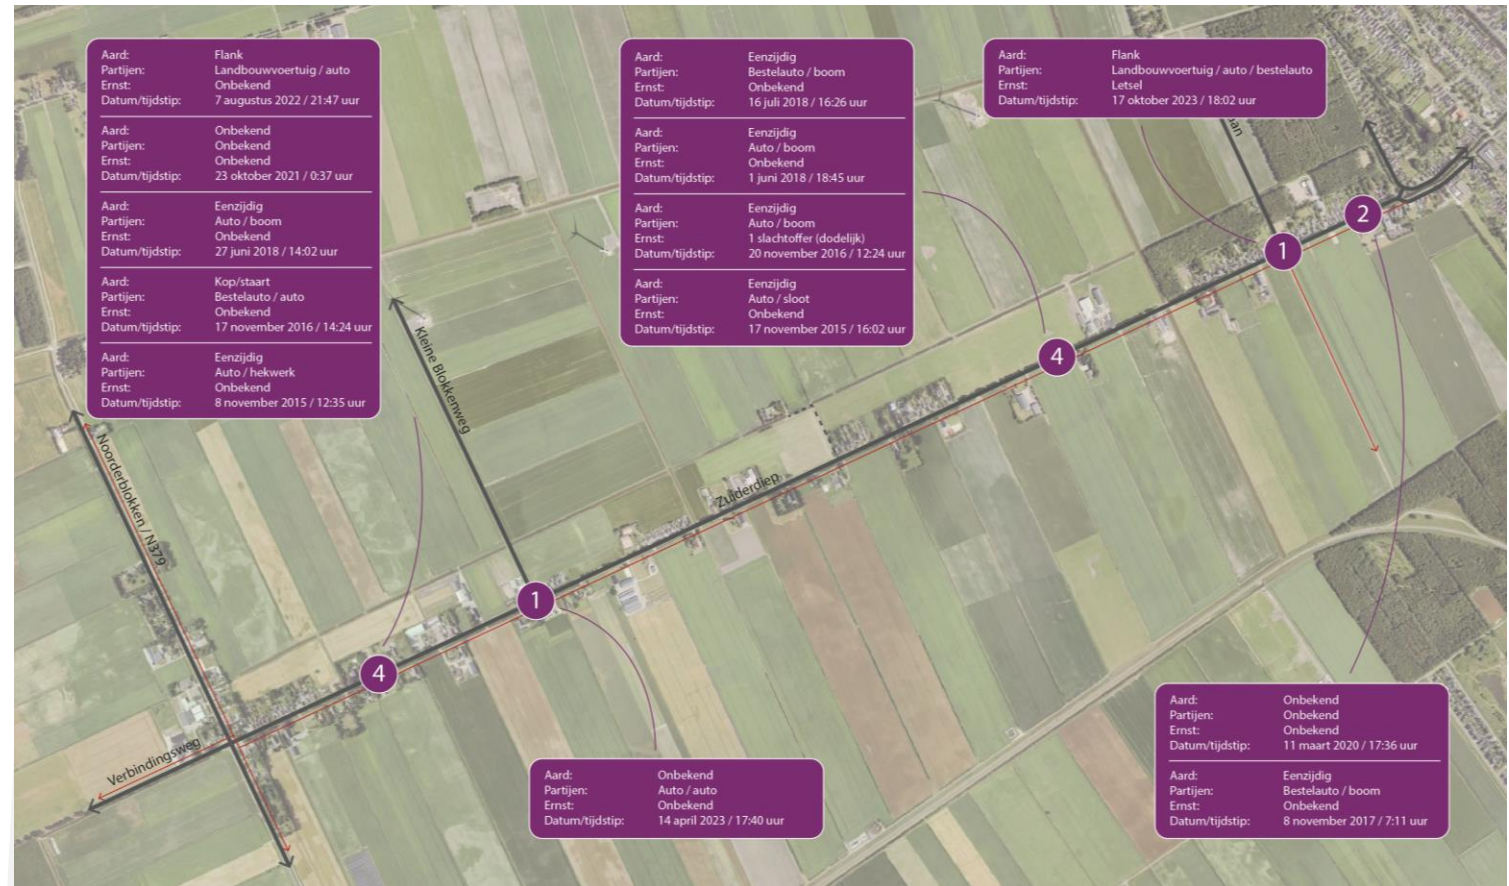 Aard: Flank
Partijen: Landbouwvoertuig / auto
Ernst: Onbekend
Datum/tijdstip: 7 augustus 2022 / 21:47 uur
Aard: Onbekend
Partijen: Onbekend
Ernst: Onbekend
Datum/tijdstip: 23 oktober 2021 / 0:37 uur
Aard: Eenzijdig
Partijen: Auto / boom
Ernst: Onbekend
Datum/tijdstip: 27 juni 2018 / 14:02 uur
Aard: Kop/staart
Partijen: Bestelauto / auto
Ernst: Onbekend
Datum/tijdstip: 17 november 2016 / 14:24 uur
Aard: Eenzijdig
Partijen: Auto / hekwerk
Ernst: Onbekend
Datum/tijdstip: 8 november 2015 / 12:35 uur
Aard: Eenzijdig
Partijen: Bestelauto / boom
Ernst: Onbekend
Datum/tijdstip: 16 juli 2018 / 16:26 uur
Aard: Eenzijdig
Partijen: Auto / boom
Ernst: Onbekend
Datum/tijdstip: 1 juni 2018 / 18:45 uur
Aard: Eenzijdig
Partijen: Auto / boom
Ernst: 1 slachtoffer (dodelijk)
Datum/tijdstip: 20 november 2016 / 12:24 uur
Aard: Eenzijdig
Partijen: Auto / sloot
Ernst: Onbekend
Datum/tijdstip: 17 november 2015 / 16:02 uur
Aard: Flank
Partijen: Landbouwvoertuig / auto / bestelauto
Ernst: Letsel
Datum/tijdstip: 17 oktober 2023 / 18:02 uur
2
1
4
Kleine Blokkenweg
Noorderblokken / N379
Zuiderdiep
1
4
Verbindingsweg
Aard: Onbekend
Partijen: Auto / auto
Ernst: Onbekend
Datum/tijdstip: 14 april 2023 / 17:40 uur
Aard: Onbekend
Partijen: Onbekend
Ernst: Onbekend
Datum/tijdstip: 11 maart 2020 / 17:36 uur
Aard: Eenzijdig
Partijen: Bestelauto / boom
Ernst: Onbekend
Datum/tijdstip: 8 november 2017 / 7:11 uur